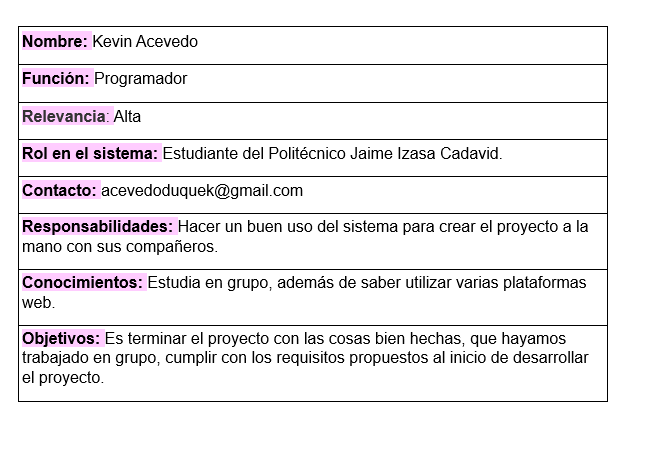 Nombre: Kevin Acevedo
Función: Programador
Relevancia: Alta
Rol en el sistema: Estudiante del Politécnico Jaime Izasa Cadavid.
Contacto: acevedoduquek@gmail.com
Responsabilidades: Hacer un buen uso del sistema para crear el proyecto a la
mano con sus compañeros.
Conocimientos: Estudia en grupo, además de saber utilizar varias plataformas
web.
Objetivos: Es terminar el proyecto con las cosas bien hechas, que hayamos
trabajado en grupo, cumplir con los requisitos propuestos al inicio de desarrollar
el proyecto.